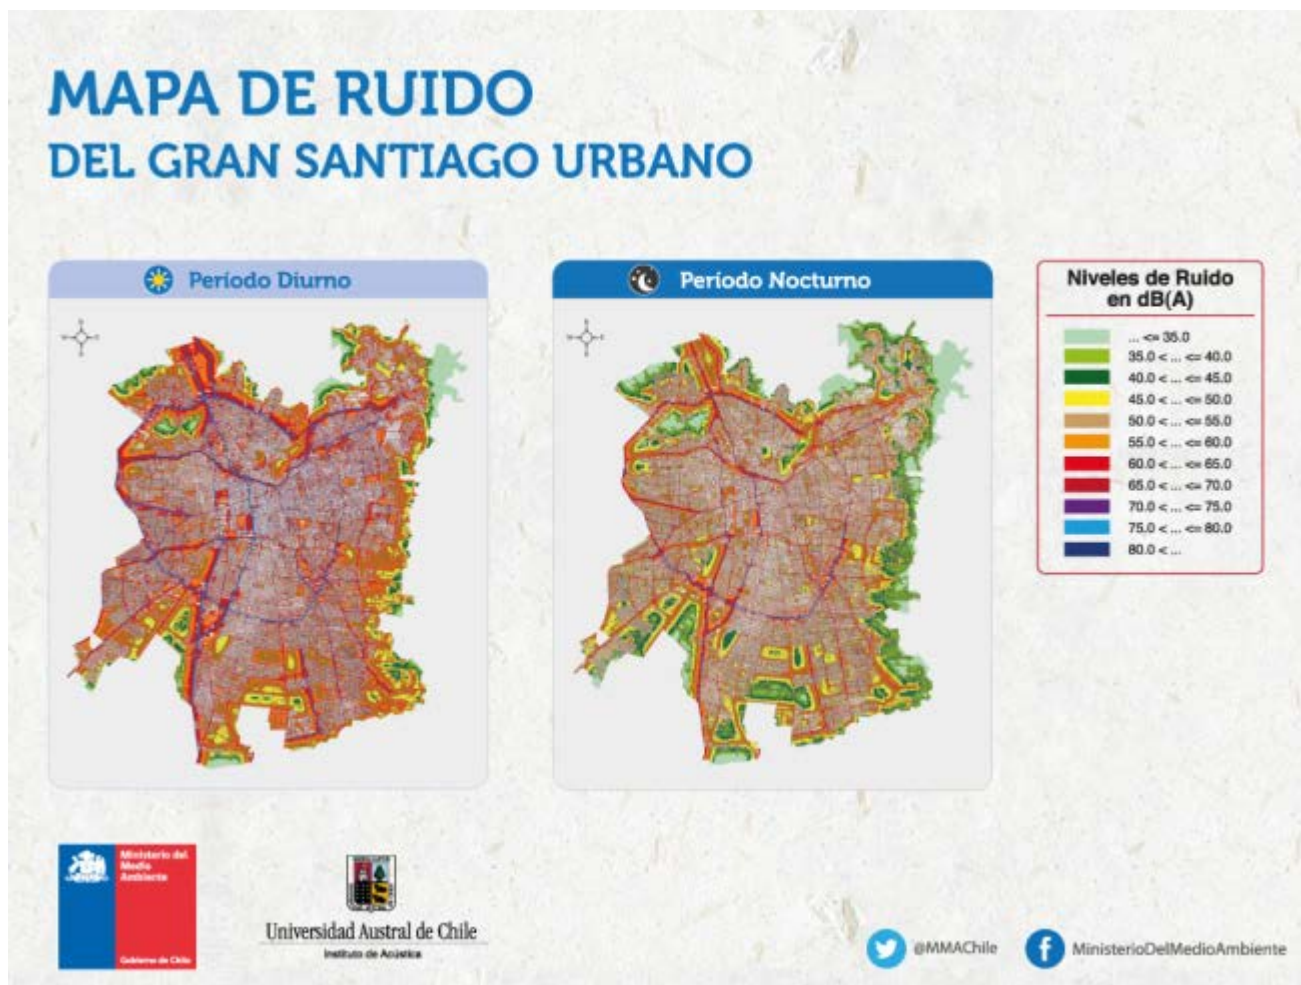 MAPA DE RUIDO
DEL GRAN SANTIAGO URBANO
Período Diurno
Período Nocturno
Niveles de Ruido
en dB(A)
... <= 35.0
35.0 < ... <= 40.0
40.0 < ... <= 45.0
45.0 < ... <= 50.0
50.0 < ... <= 55.0
55.0 < ... <= 60.0
60.0 < ... <= 65.0
65.0 < ... <= 70.0
70.0 < ... <= 75.0
75.0 < ... <= 80.0
80.0 < ...
Ministerio del
Medio
Ambiente
Gobierno de Chile
Universidad Austral de Chile
Instituto de Acústica
@MMAChile
f
MinisterioDelMedioAmbiente